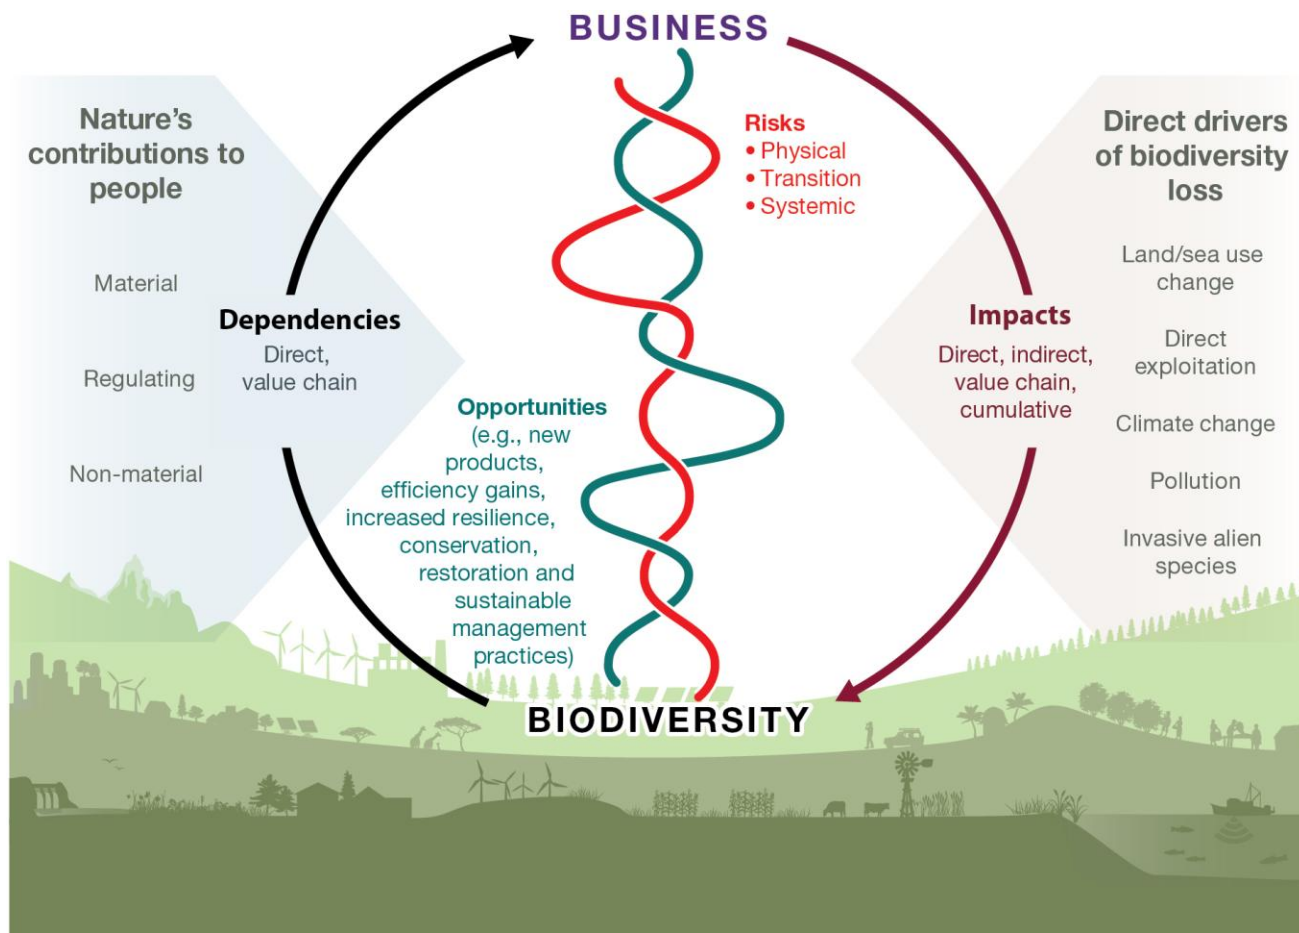 BUSINESS
Nature's
contributions to
people
Material
Regulating
Non-material
Dependencies
Direct,
value chain
Risks
• Physical
• Transition
• Systemic
Opportunities
(e.g., new
products,
efficiency gains,
increased resilience,
conservation,
restoration and
sustainable
management
practices)
Impacts
Direct, indirect,
value chain,
cumulative
Direct drivers
of biodiversity
loss
Land/sea use
change
Direct
exploitation
Climate change
Pollution
Invasive alien
species
BIODIVERSITY